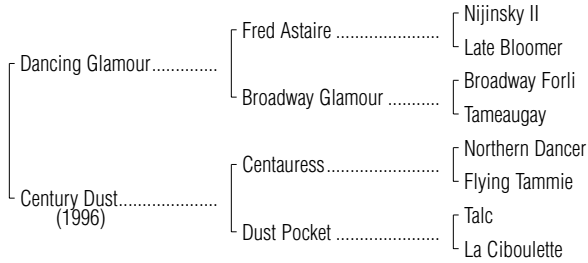 Nijinsky II
Fred Astaire ........................
Late Bloomer
Dancing Glamour...............
Broadway Forli
Broadway Glamour ............
Tameaugay
Northern Dancer
Centauress..........................
Flying Tammie
Century Dust.......................
(1996)
Talc
Dust Pocket ........................
La Ciboulette